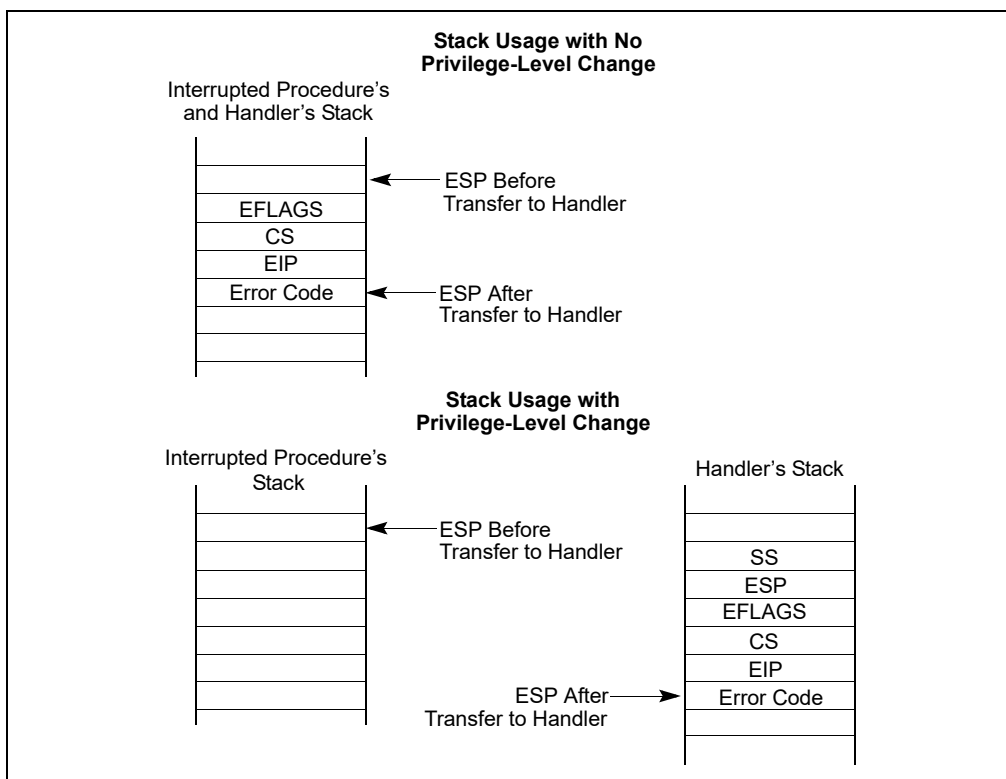 Stack Usage with No
Privilege-Level Change
Interrupted Procedure's
and Handler's Stack
ESP Before
Transfer to Handler
EFLAGS
CS
EIP
Error Code
ESP After
Transfer to Handler
Stack Usage with
Privilege-Level Change
Interrupted Procedure's
Stack
Handler's Stack
ESP Before
Transfer to Handler
SS
ESP
EFLAGS
CS
EIP
ESP After
Transfer to Handler
Error Code